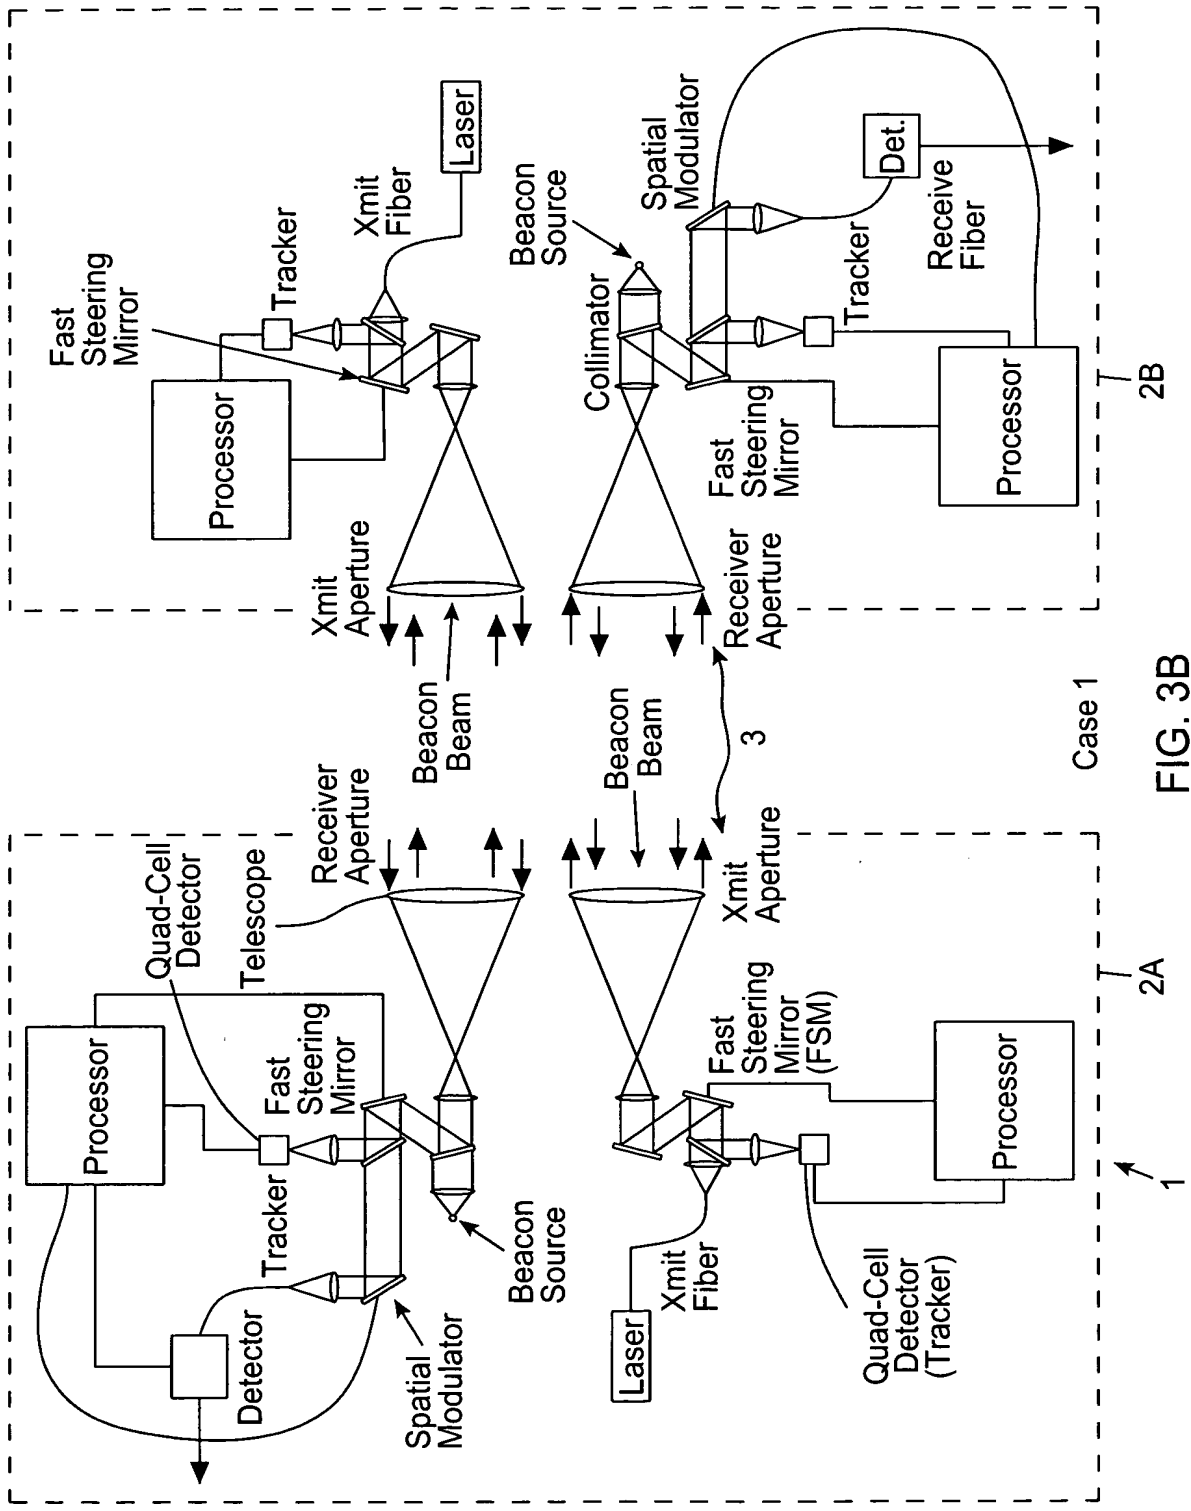 Processor
Quad-Cell
Detector
Telescope
Receiver
Aperture
Fast
Steering
Mirror
Tracker
Detector
Spatial
Modulator
Beacon
Source
Beacon
Beam
Xmit
Aperture
Processor
Fast
Steering
Mirror
Tracker
Xmit
Fiber
Laser
Laser
Xmit
Fiber
Quad-Cell
Detector
(Tracker)
Fast
Steering
Mirror
(FSM)
Processor
Xmit
Aperture
Beacon
Beam
3
Receiver
Aperture
Collimator
Beacon
Source
Spatial
Modulator
Fast
Steering
Mirror
Tracker
Receive
Fiber
Det.
Processor
1
2A
2B
Case 1
FIG. 3B